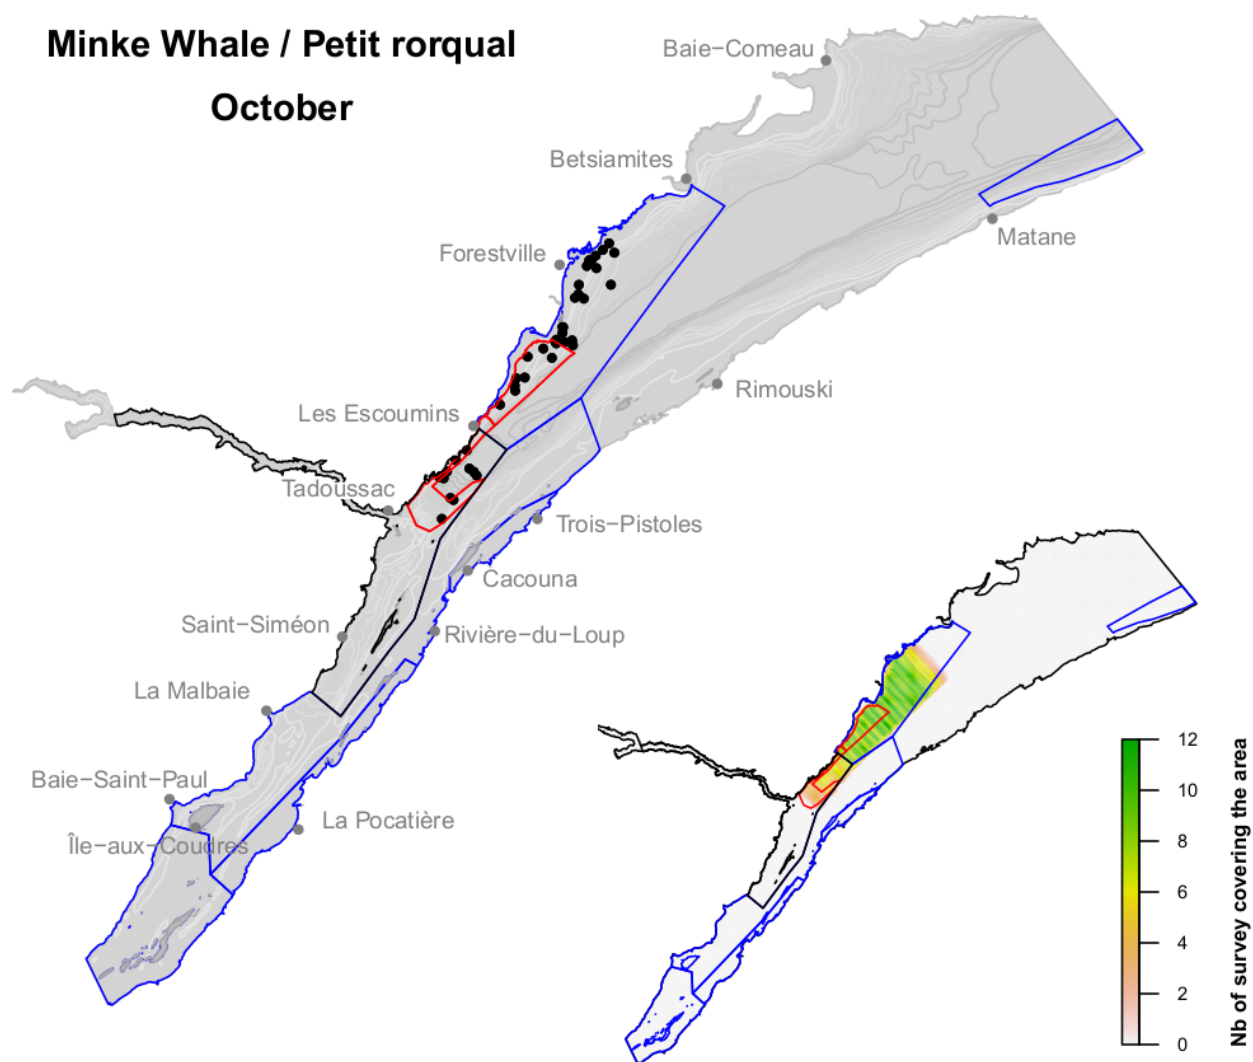 Minke Whale / Petit rorqual
October
Baie−Comeau
Betsiamites
Forestville
Matane
Rimouski
Les Escoumins
Tadoussac
Trois−Pistoles
Cacouna
Saint−Siméon
Rivière−du−Loup
La Malbaie
Baie−Saint−Paul
La Pocatière
Île−aux−Coudres
12
10
8
6
4
2
0
Nb of survey covering the area